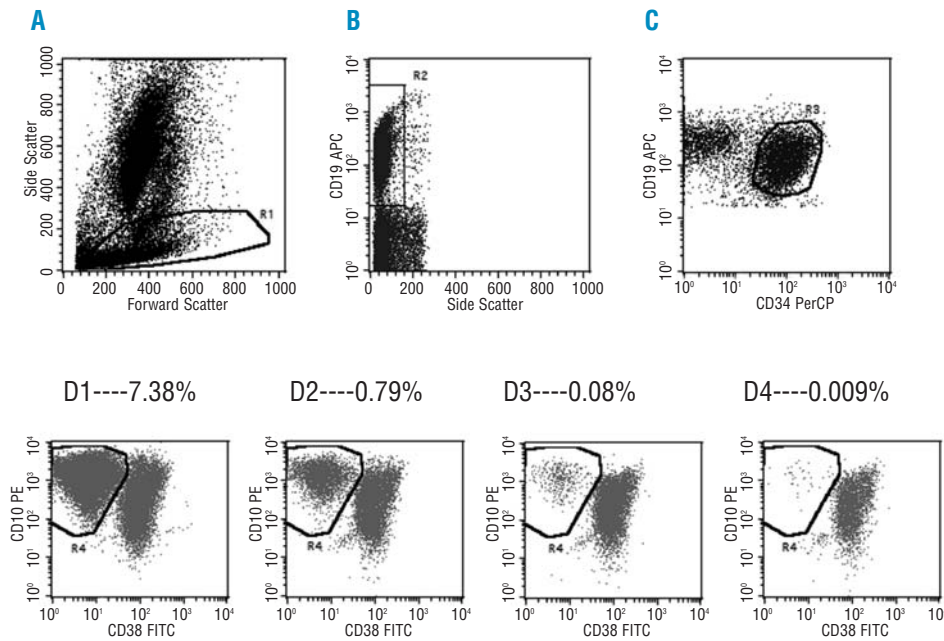 A
B
C
1000
800
600
400
200
0
Side Scatter
R1
0 200 400 600 800 1000
Forward Scatter
10⁴
10³
10²
10¹
10⁰
CD19 APC
R2
0 200 400 600 800 1000
Side Scatter
10⁴
10³
10²
10¹
10⁰
CD19 APC
R3
10⁰ 10¹ 10² 10³ 10⁴
CD34 PerCP
D1----7.38%
D2----0.79%
D3----0.08%
D4----0.009%
10⁴
10³
10²
10¹
10⁰
CD10 PE
R4
10⁰ 10¹ 10² 10³ 10⁴
CD38 FITC
10⁴
10³
10²
10¹
10⁰
CD10 PE
R4
10⁰ 10¹ 10² 10³ 10⁴
CD38 FITC
10⁴
10³
10²
10¹
10⁰
CD10 PE
R4
10⁰ 10¹ 10² 10³ 10⁴
CD38 FITC
10⁴
10³
10²
10¹
10⁰
CD10 PE
R4
10⁰ 10¹ 10² 10³ 10⁴
CD38 FITC